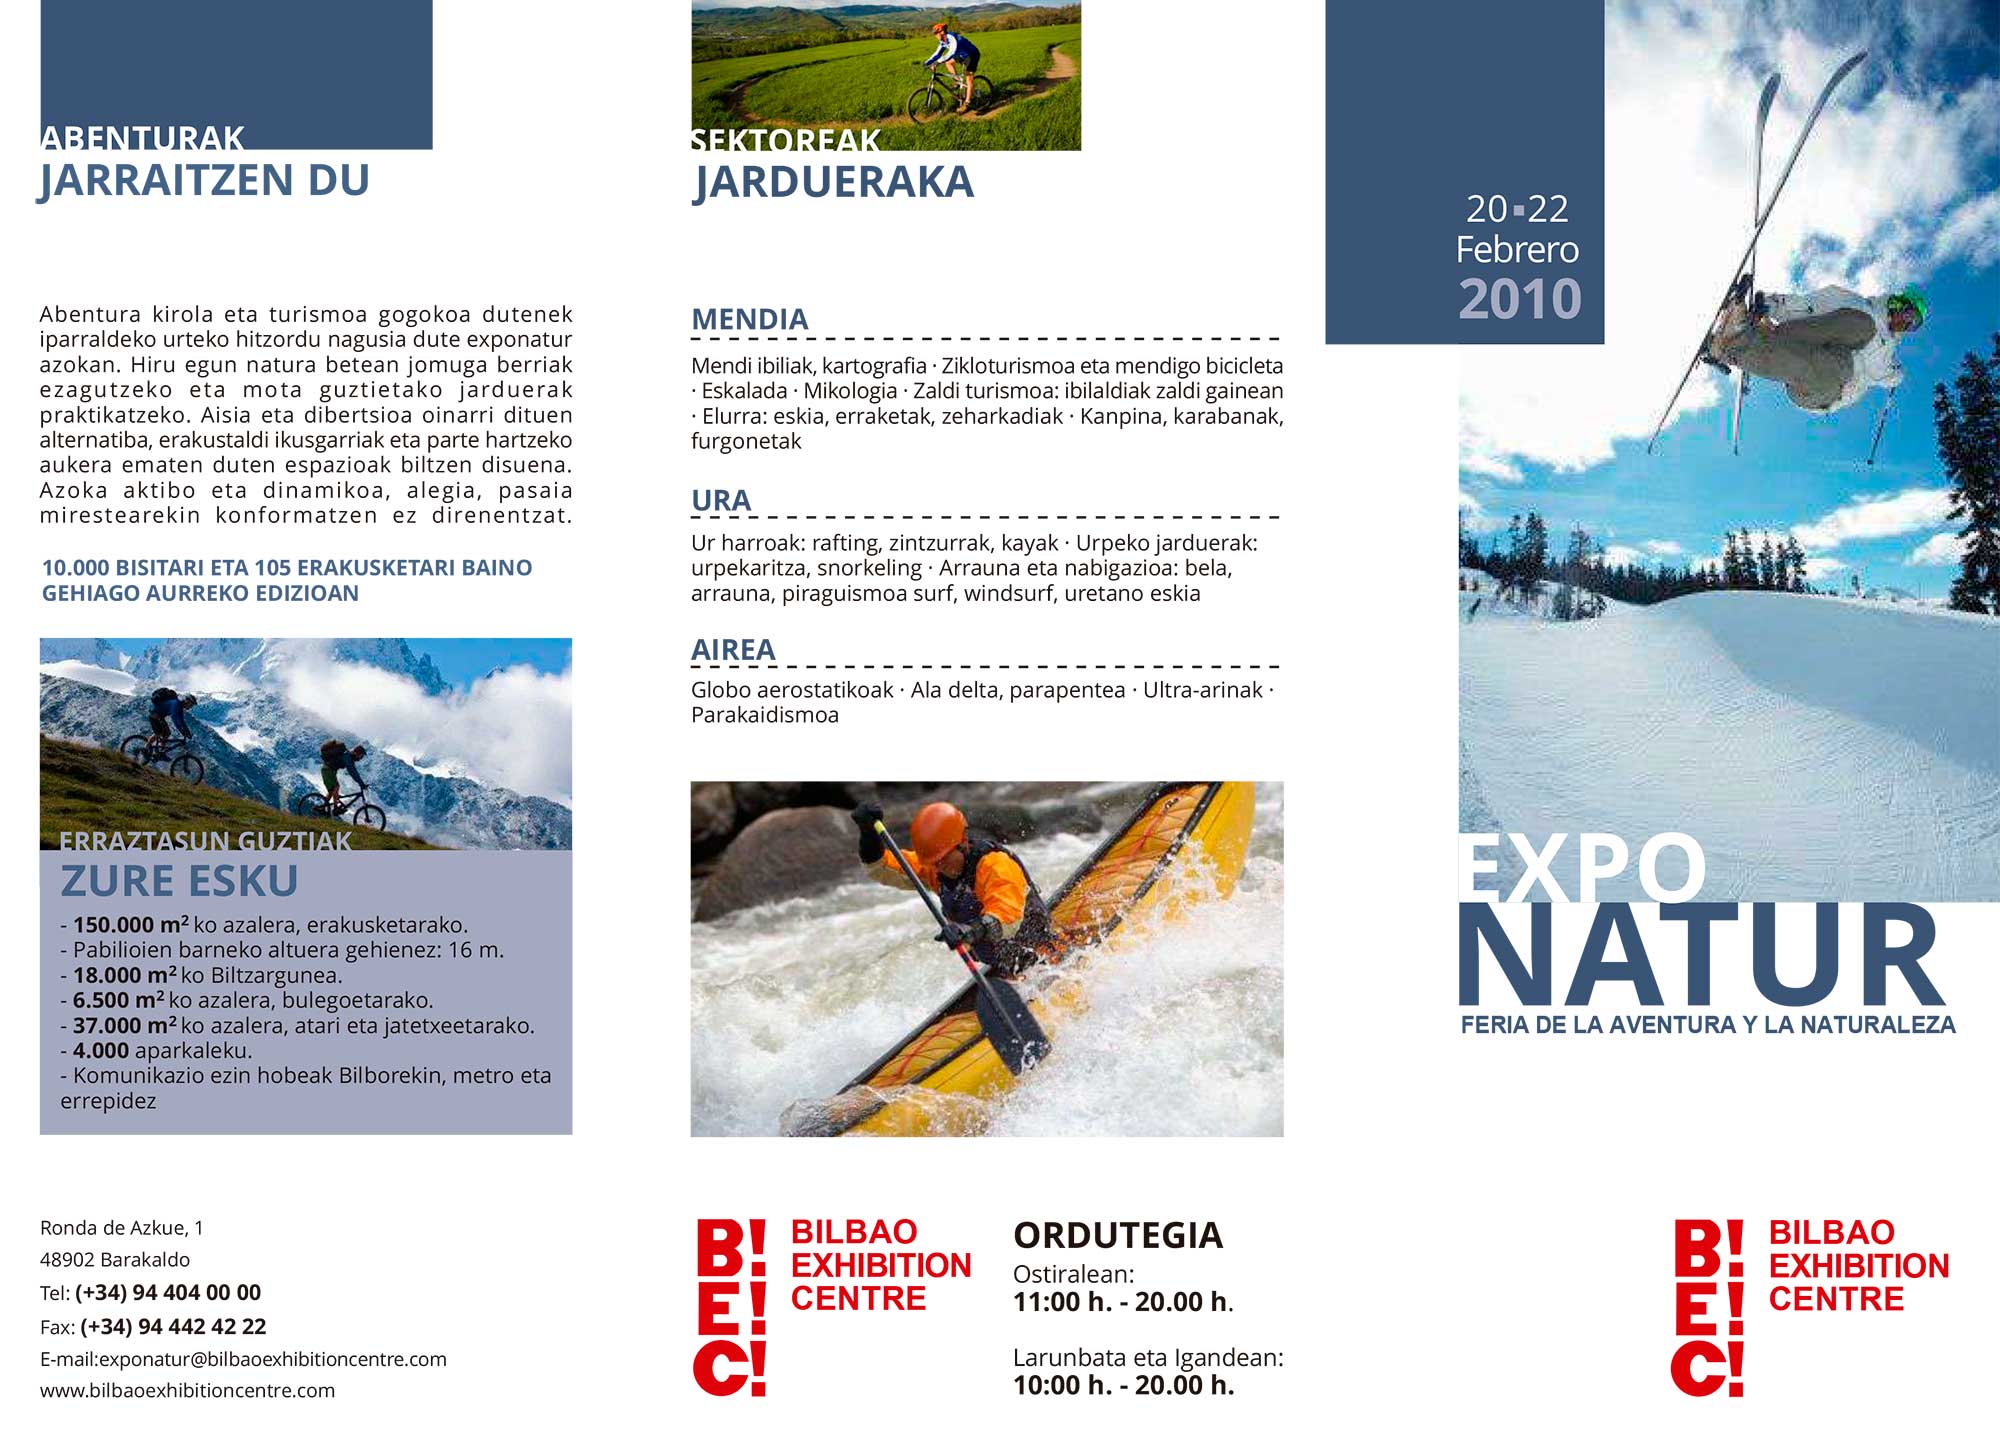 ABENTURAK
JARRAITZEN DU
Abentura kirola eta turismoa gogokoa dutenek
iparraldeko urteko hitzordu nagusia dute exponatur
azokan. Hiru egun natura betean jomuga berriak
ezagutzeko eta mota guztietako jarduerak
praktikatzeko. Aisia eta dibertsioa oinarri dituen
alternatiba, erakustaldi ikusgarriak eta parte hartzeko
aukera ematen duten espazioak biltzen disuena.
Azoka aktibo eta dinamikoa, alegia, pasaia
mirestearekin konformatzen ez direnentzat.
10.000 BISITARI ETA 105 ERAKUSKETARI BAINO
GEHIAGO AURREKO EDIZIOAN
ERRAZTASUN GUZTIAK
ZURE ESKU
- 150.000 m² ko azalera, erakusketarako.
- Pabilioien barneko altuera gehienez: 16 m.
- 18.000 m² ko Biltzargunea.
- 6.500 m² ko azalera, bulegoetarako.
- 37.000 m² ko azalera, atari eta jatetxeetarako.
- 4.000 aparkaleku.
- Komunikazio ezin hobeak Bilborekin, metro eta
errepidez
Ronda de Azkue, 1
48902 Barakaldo
Tel: (+34) 94 404 00 00
Fax: (+34) 94 442 42 22
E-mail:exponatur@bilbaoexhibitioncentre.com
www.bilbaoexhibitioncentre.com
SEKTOREAK
JARDUERAKA
MENDIA
Mendi ibiliak, kartografia · Zikloturismoa eta mendigo bicicleta
· Eskalada · Mikologia · Zaldi turismoa: ibilaldiak zaldi gainean
· Elurra: eskia, erraketak, zeharkadiak · Kanpina, karabanak,
furgonetak
URA
Ur harroak: rafting, zintzurrak, kayak · Urpeko jarduerak:
urpekaritza, snorkeling · Arrauna eta nabigazioa: bela,
arrauna, piraguismoa surf, windsurf, uretano eskia
AIREA
Globo aerostatikoak · Ala delta, parapentea · Ultra-arinak ·
Parakaidismoa
B!
E!
C!
BILBAO
EXHIBITION
CENTRE
ORDUTEGIA
Ostiralean:
11:00 h. - 20.00 h.
Larunbata eta Igandean:
10:00 h. - 20.00 h.
20▪22
Febrero
2010
EXPO
NATUR
FERIA DE LA AVENTURA Y LA NATURALEZA
B!
E!
C!
BILBAO
EXHIBITION
CENTRE